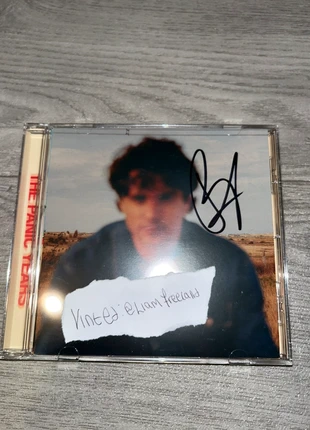 THE PANIC YEARS
Vinted: @Liam freeland